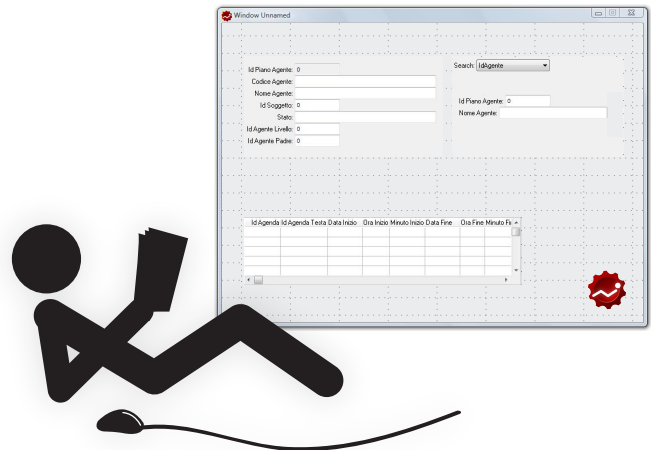 Window Unnamed
Id Piano Agente: 0
Codice Agente:
Nome Agente:
Id Soggetto: 0
Stato:
Id Agente Livello: 0
Id Agente Padre: 0
Search: IdAgente
Id Piano Agente: 0
Nome Agente:
Id Agenda Id Agenda Testa Data Inizio Ora Inizio Minuto Inizio Data Fine Ora Fine Minuto Fi